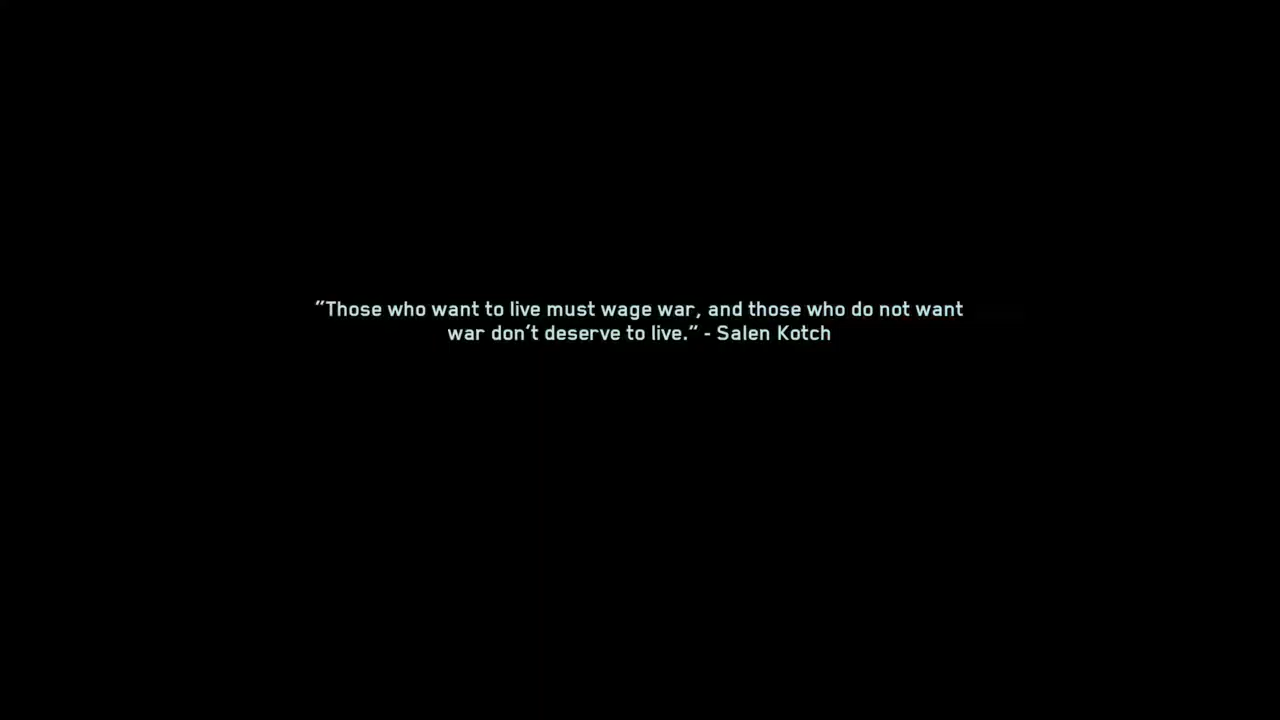 "Those who want to live must wage war, and those who do not want
war don't deserve to live." - Salen Kotch